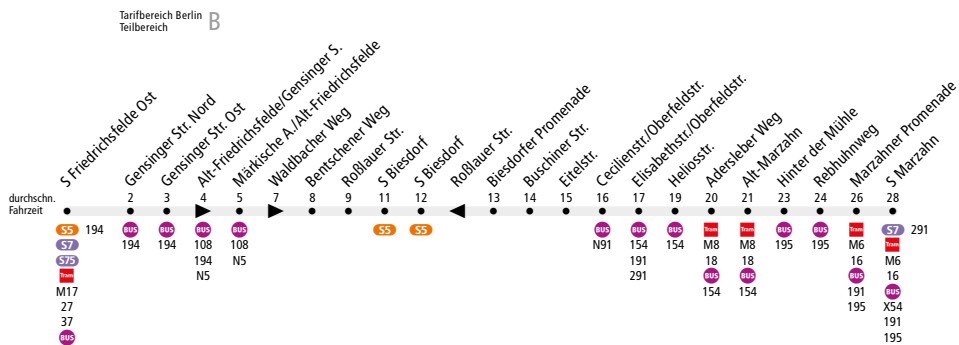 Tarifbereich Berlin
Teilbereich B
S Friedrichsfelde Ost
Gensinger Str. Nord
Gensinger Str. Ost
Alt-Friedrichsfelde/Gensinger S.
Märkische A./Alt-Friedrichsfelde
Waldbacher Weg
Bentschener Weg
Roßlauer Str.
S Biesdorf
S Biesdorf
Roßlauer Str.
Biesdorfer Promenade
Buschiner Str.
Eitelstr.
Cecilienstr/Oberfeldstr.
Elisabethstr/Oberfeldstr.
Heliosstr.
Adersleber Weg
Alt-Marzahn
Hinter der Mühle
Rebhuhnweg
Marzahner Promenade
S Marzahn
durchschn. 2 3 4 5 7 8 9 11 12 13 14 15 16 17 19 20 21 23 24 26 28
Fahrzeit
S5 194 BUS BUS BUS BUS S5 S5 BUS BUS BUS Tram Tram BUS BUS Tram S7 291
S7 194 194 108 108 N91 154 154 M8 M8 195 195 M6 Tram
S75 194 N5 191 18 18 16 M6
Tram N5 291 BUS BUS BUS 16
M17 154 154 191 BUS
27 195 X54
37 191
BUS 195